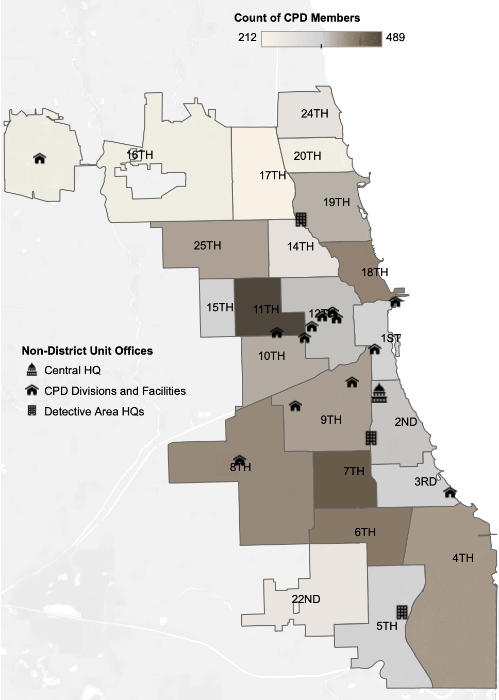 Count of CPD Members
212 489
24TH
16TH
20TH
17TH
19TH
25TH
14TH
18TH
15TH
11TH
12TH
1ST
Non-District Unit Offices
Central HQ
CPD Divisions and Facilities
Detective Area HQs
10TH
9TH
2ND
8TH
7TH
3RD
6TH
4TH
22ND
5TH